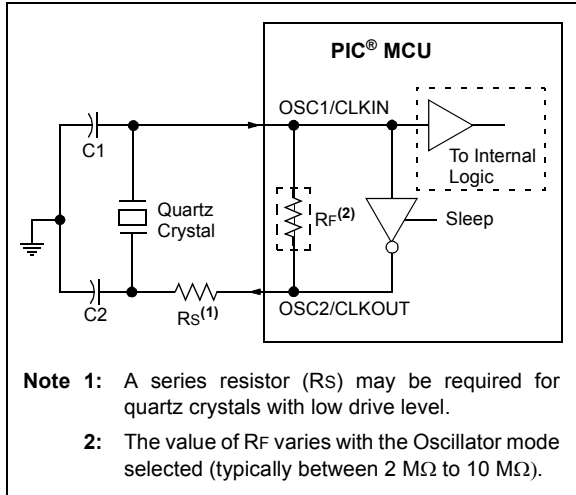 PIC® MCU
OSC1/CLKIN
C1
To Internal
Logic
Quartz
Crystal
RF(2)
Sleep
C2
RS(1)
OSC2/CLKOUT
Note 1: A series resistor (RS) may be required for
quartz crystals with low drive level.
2: The value of RF varies with the Oscillator mode
selected (typically between 2 MΩ to 10 MΩ).